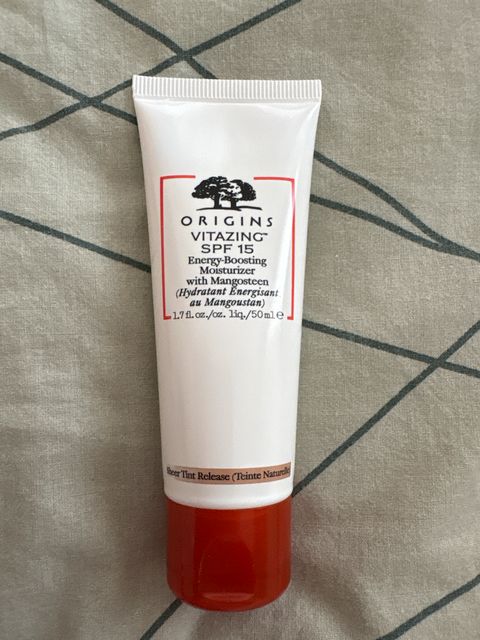 ORIGINS
VITAZING™
SPF 15
Energy-Boosting
Moisturizer
with Mangosteen
(Hydratant Énergisant
au Mangoustan)
1.7 fl. oz./oz. liq./50 ml ℮
Sheer Tint Release (Teinte Naturelle)